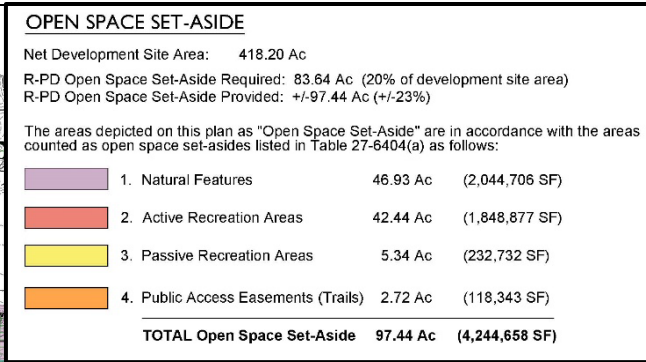 OPEN SPACE SET-ASIDE
Net Development Site Area: 418.20 Ac
R-PD Open Space Set-Aside Required: 83.64 Ac (20% of development site area)
R-PD Open Space Set-Aside Provided: +/-97.44 Ac (+/-23%)
The areas depicted on this plan as "Open Space Set-Aside" are in accordance with the areas
counted as open space set-asides listed in Table 27-6404(a) as follows:
1. Natural Features 46.93 Ac (2,044,706 SF)
2. Active Recreation Areas 42.44 Ac (1,848,877 SF)
3. Passive Recreation Areas 5.34 Ac (232,732 SF)
4. Public Access Easements (Trails) 2.72 Ac (118,343 SF)
TOTAL Open Space Set-Aside 97.44 Ac (4,244,658 SF)